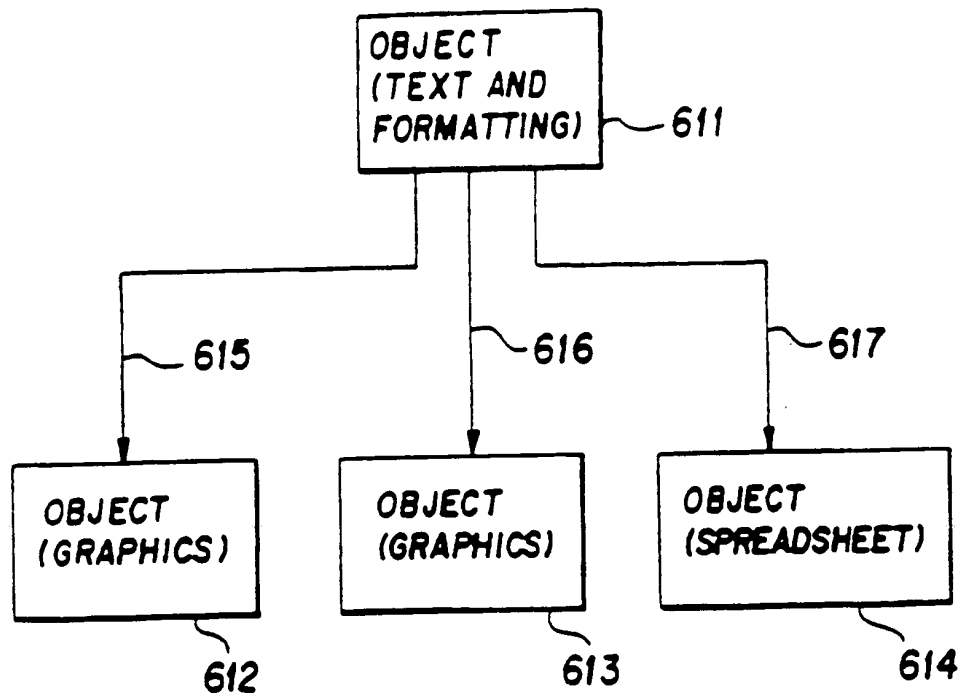 OBJECT
(TEXT AND
FORMATTING)
611
615
616
617
OBJECT
(GRAPHICS)
OBJECT
(GRAPHICS)
OBJECT
(SPREADSHEET)
612
613
614